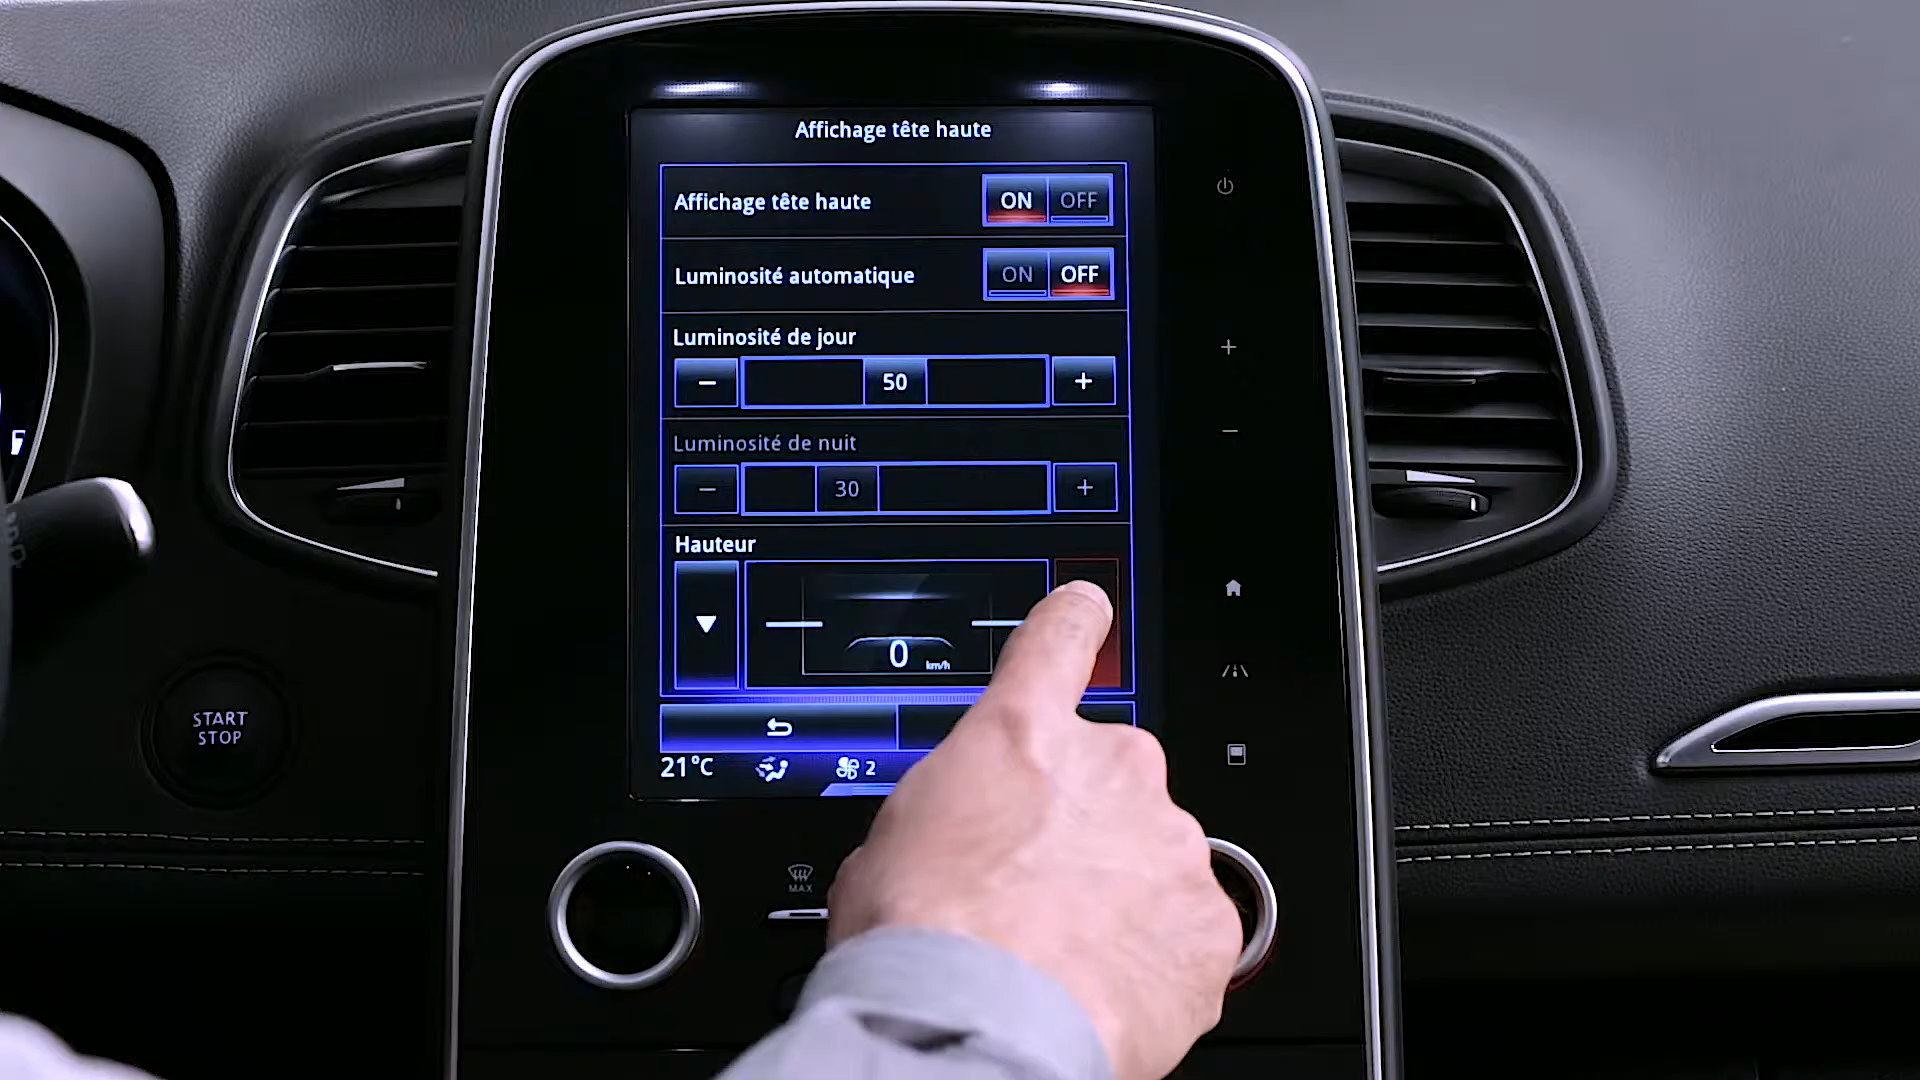 Affichage tête haute
Affichage tête haute ON OFF
Luminosité automatique ON OFF
Luminosité de jour
− 50 +
Luminosité de nuit
− 30 +
Hauteur
0 km/h
21°C 2
START
STOP
MAX